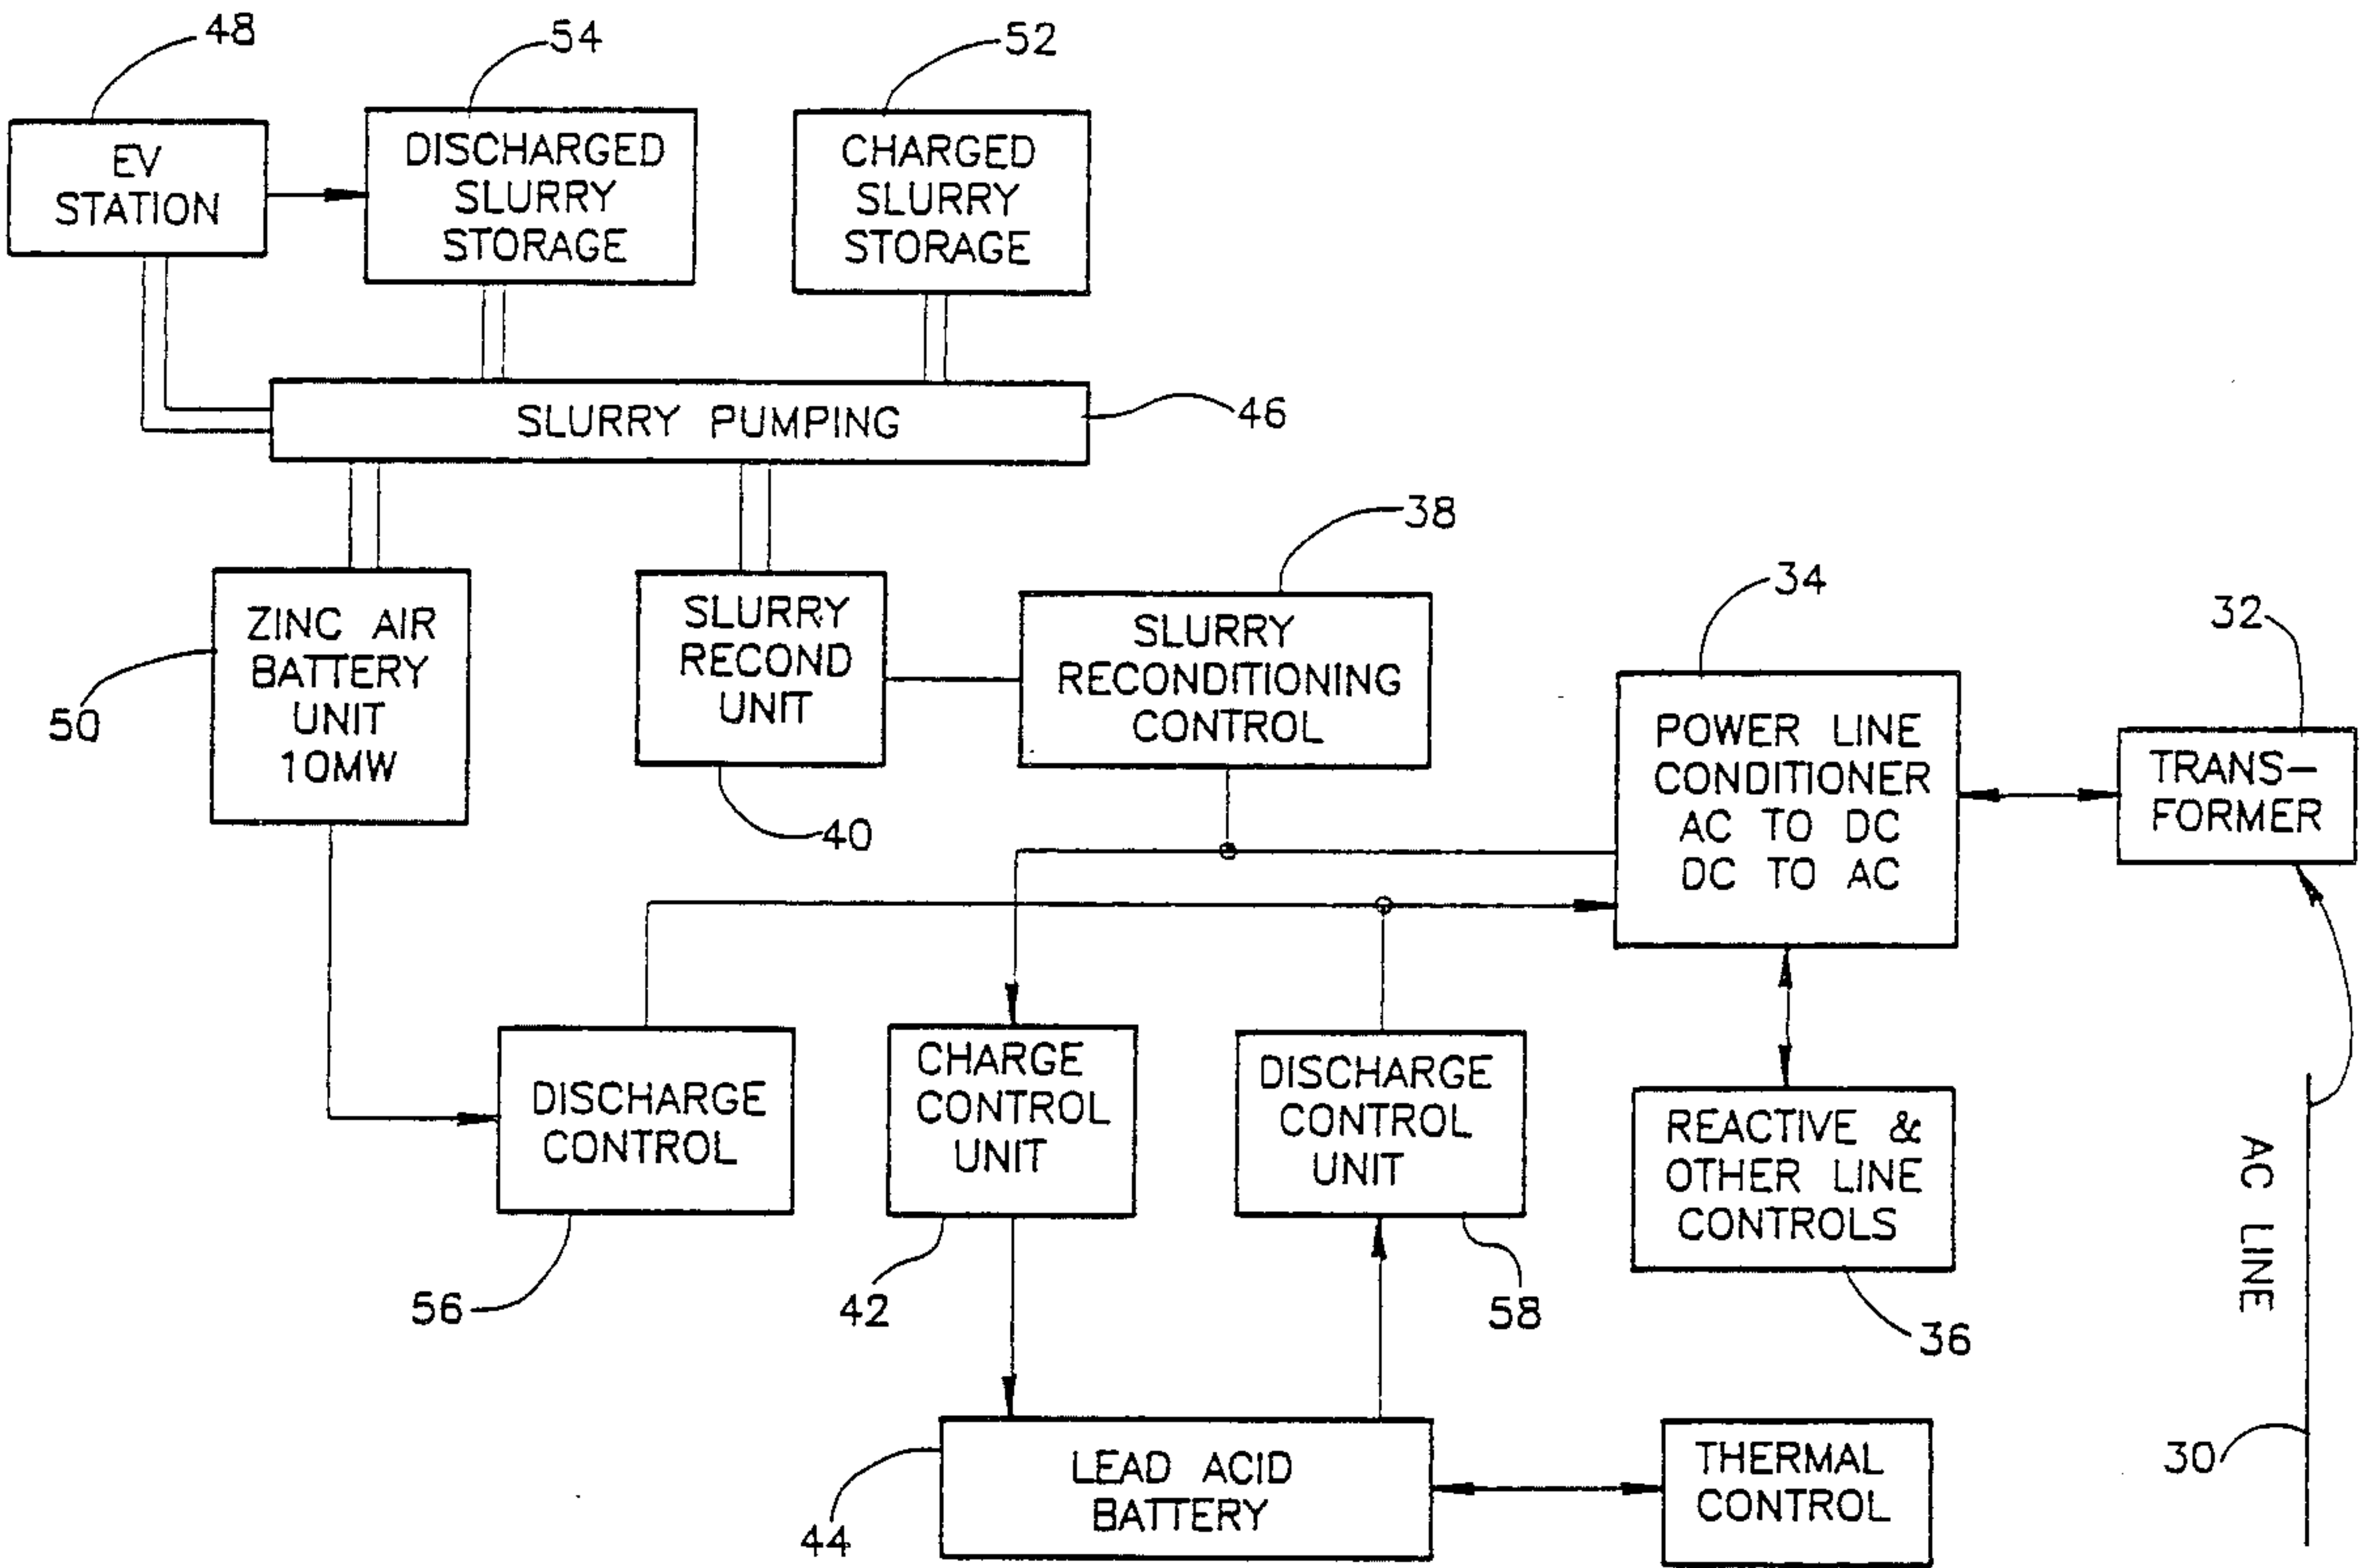 48
54
52
EV
STATION
DISCHARGED
SLURRY
STORAGE
CHARGED
SLURRY
STORAGE
SLURRY PUMPING
46
38
34
32
ZINC AIR
BATTERY
UNIT
10MW
50
SLURRY
RECOND
UNIT
40
SLURRY
RECONDITIONING
CONTROL
POWER LINE
CONDITIONER
AC TO DC
DC TO AC
TRANS-
FORMER
DISCHARGE
CONTROL
56
CHARGE
CONTROL
UNIT
42
DISCHARGE
CONTROL
UNIT
58
REACTIVE &
OTHER LINE
CONTROLS
36
AC LINE
30
LEAD ACID
BATTERY
44
THERMAL
CONTROL